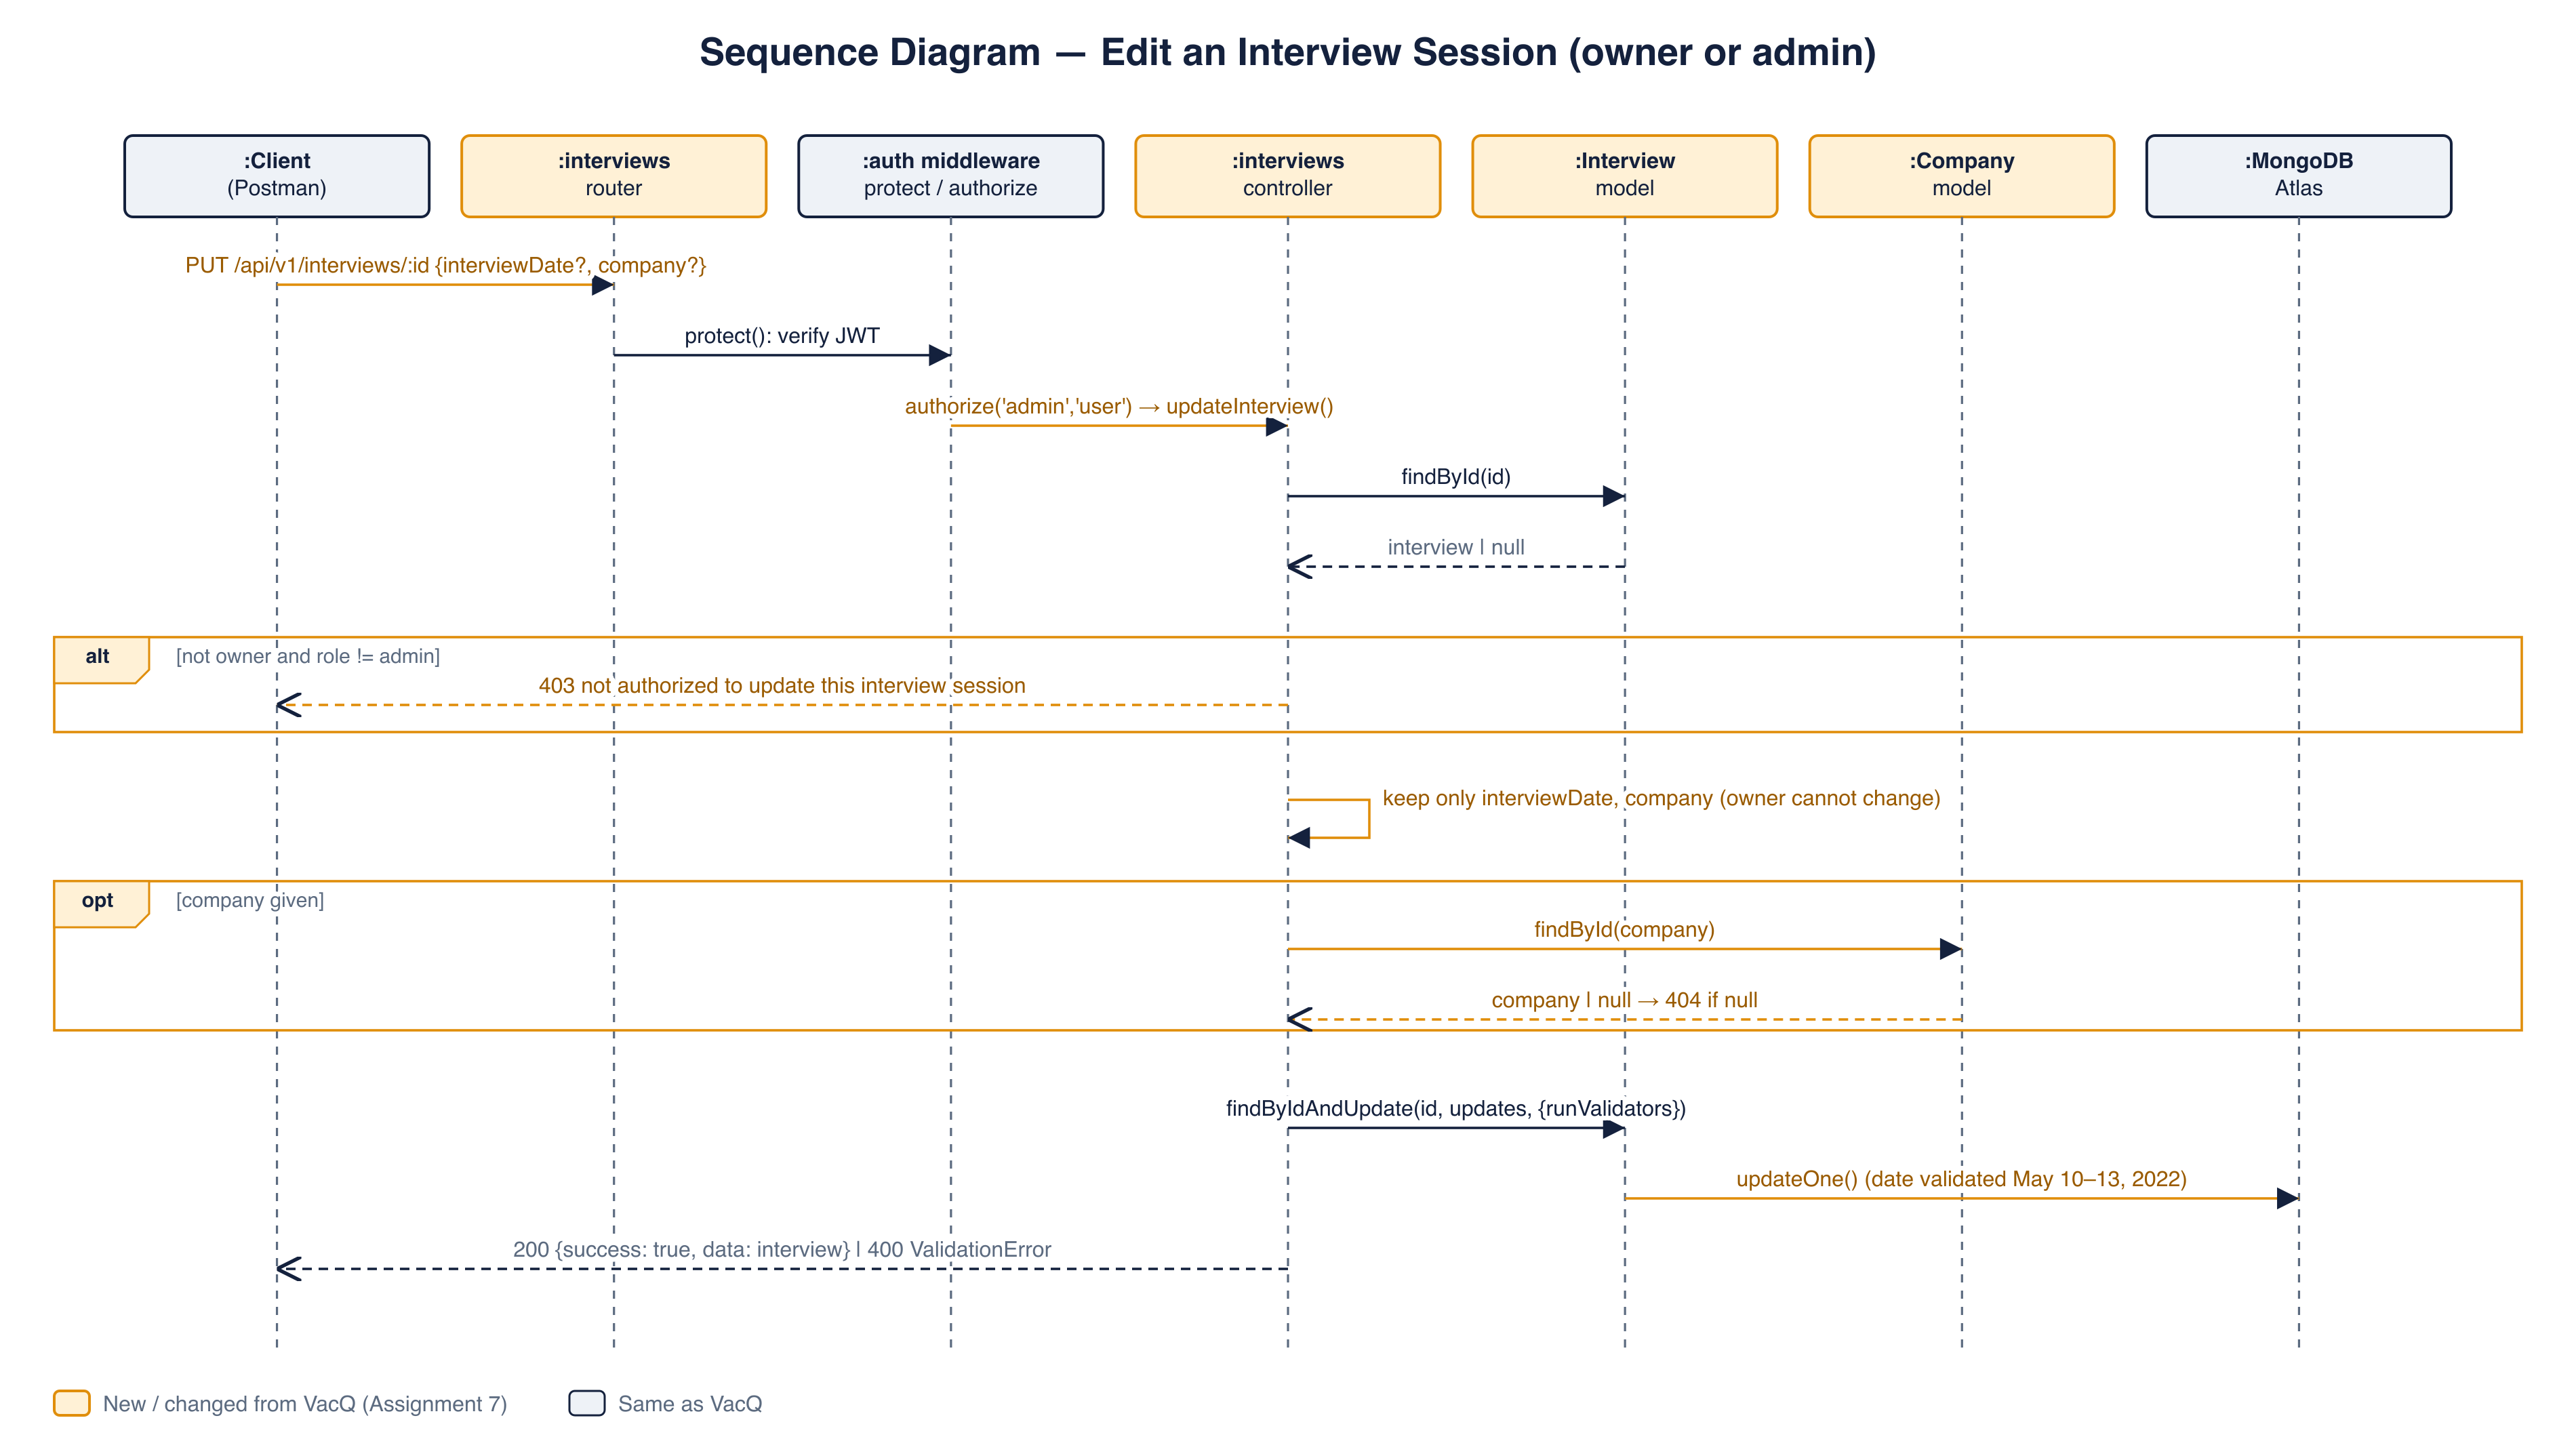 Sequence Diagram — Edit an Interview Session (owner or admin)
:Client
(Postman)
:interviews
router
:auth middleware
protect / authorize
:interviews
controller
:Interview
model
:Company
model
:MongoDB
Atlas
PUT /api/v1/interviews/:id {interviewDate?, company?}
protect(): verify JWT
authorize('admin','user') → updateInterview()
findById(id)
interview | null
alt
[not owner and role != admin]
403 not authorized to update this interview session
keep only interviewDate, company (owner cannot change)
opt
[company given]
findById(company)
company | null → 404 if null
findByIdAndUpdate(id, updates, {runValidators})
updateOne() (date validated May 10–13, 2022)
200 {success: true, data: interview} | 400 ValidationError
New / changed from VacQ (Assignment 7)
Same as VacQ